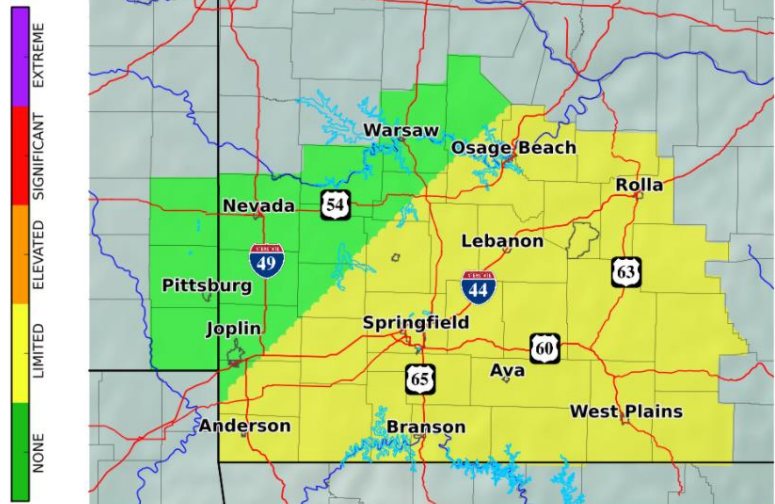 EXTREME
SIGNIFICANT
ELEVATED
LIMITED
NONE
Warsaw
Osage Beach
Rolla
Nevada
54
Lebanon
49
63
Pittsburg
44
Joplin
Springfield
60
Ava
65
West Plains
Anderson
Branson